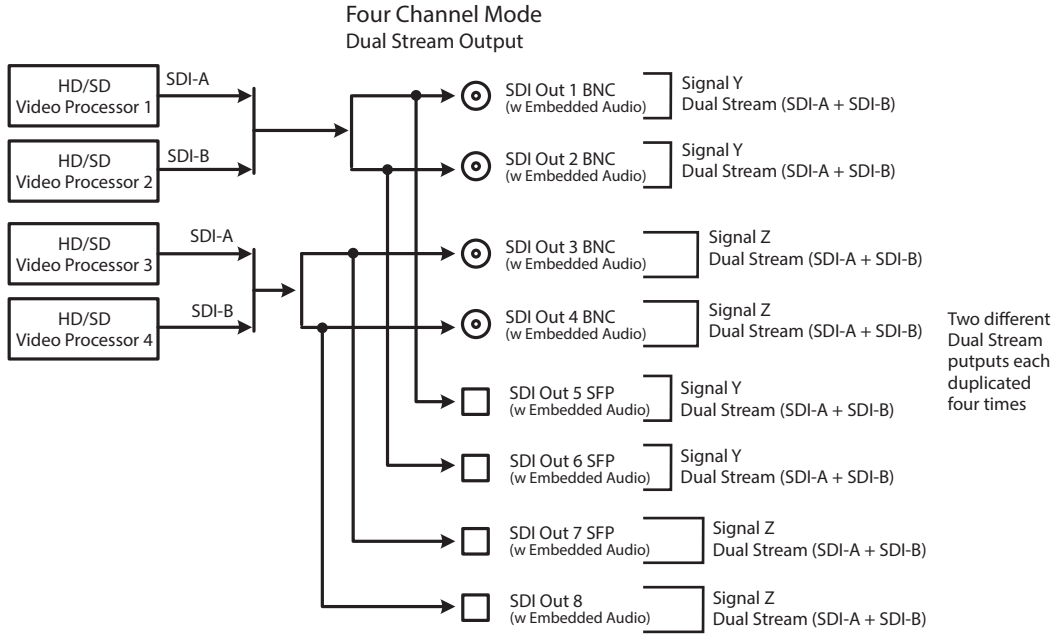 Four Channel Mode
Dual Stream Output
HD/SD
Video Processor 1
SDI-A
HD/SD
Video Processor 2
SDI-B
HD/SD
Video Processor 3
SDI-A
HD/SD
Video Processor 4
SDI-B
SDI Out 1 BNC
(w Embedded Audio)
Signal Y
Dual Stream (SDI-A + SDI-B)
SDI Out 2 BNC
(w Embedded Audio)
Signal Y
Dual Stream (SDI-A + SDI-B)
SDI Out 3 BNC
(w Embedded Audio)
Signal Z
Dual Stream (SDI-A + SDI-B)
SDI Out 4 BNC
(w Embedded Audio)
Signal Z
Dual Stream (SDI-A + SDI-B)
SDI Out 5 SFP
(w Embedded Audio)
Signal Y
Dual Stream (SDI-A + SDI-B)
SDI Out 6 SFP
(w Embedded Audio)
Signal Y
Dual Stream (SDI-A + SDI-B)
SDI Out 7 SFP
(w Embedded Audio)
Signal Z
Dual Stream (SDI-A + SDI-B)
SDI Out 8
(w Embedded Audio)
Signal Z
Dual Stream (SDI-A + SDI-B)
Two different
Dual Stream
putputs each
duplicated
four times